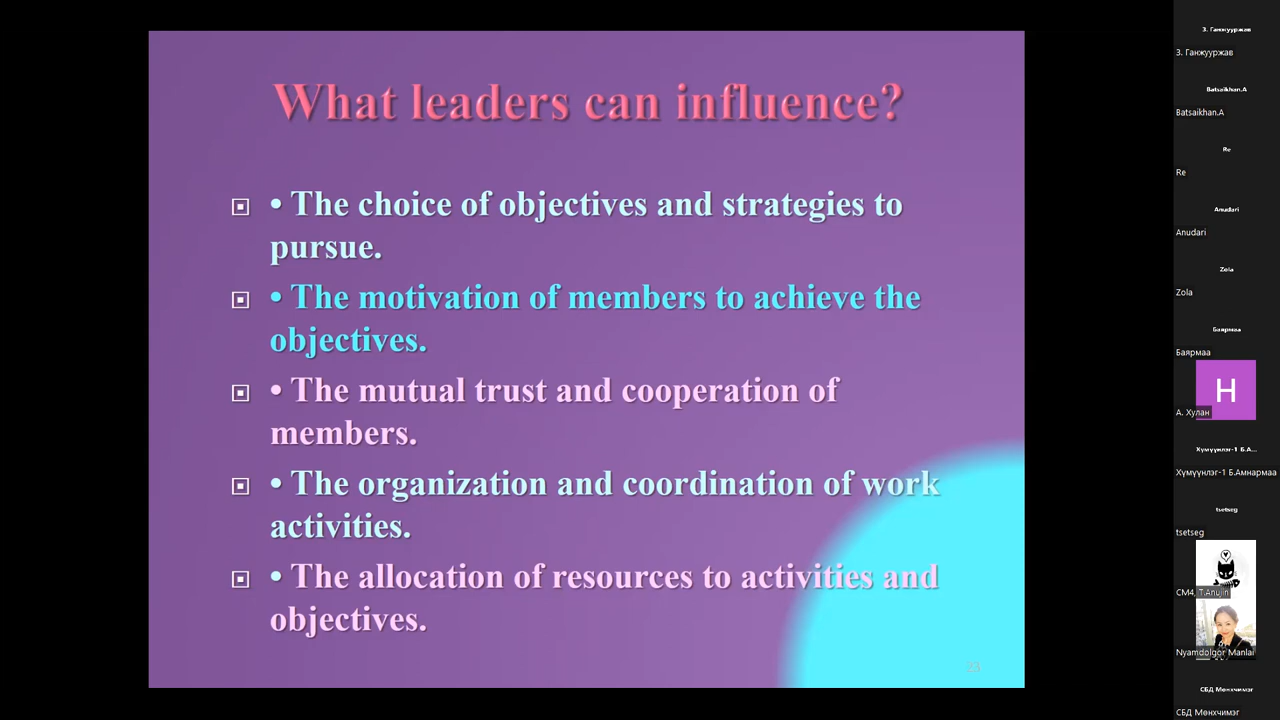 What leaders can influence?
• The choice of objectives and strategies to
pursue.
• The motivation of members to achieve the
objectives.
• The mutual trust and cooperation of
members.
• The organization and coordination of work
activities.
• The allocation of resources to activities and
objectives.
23
З. Ганжууржав
З. Ганжууржав
Batsaikhan.A
Batsaikhan.A
Re
Re
Anudari
Anudari
Zola
Zola
Баярмаа
Баярмаа
Н
А. Хулан
Хүмүүнлэг-1 Б.А...
Хүмүүнлэг-1 Б.Амнармаа
tsetseg
tsetseg
CM4, T.Anujin
Nyamdolgor Manlai
СБД Мөнхчимэг
СБД Мөнхчимэг